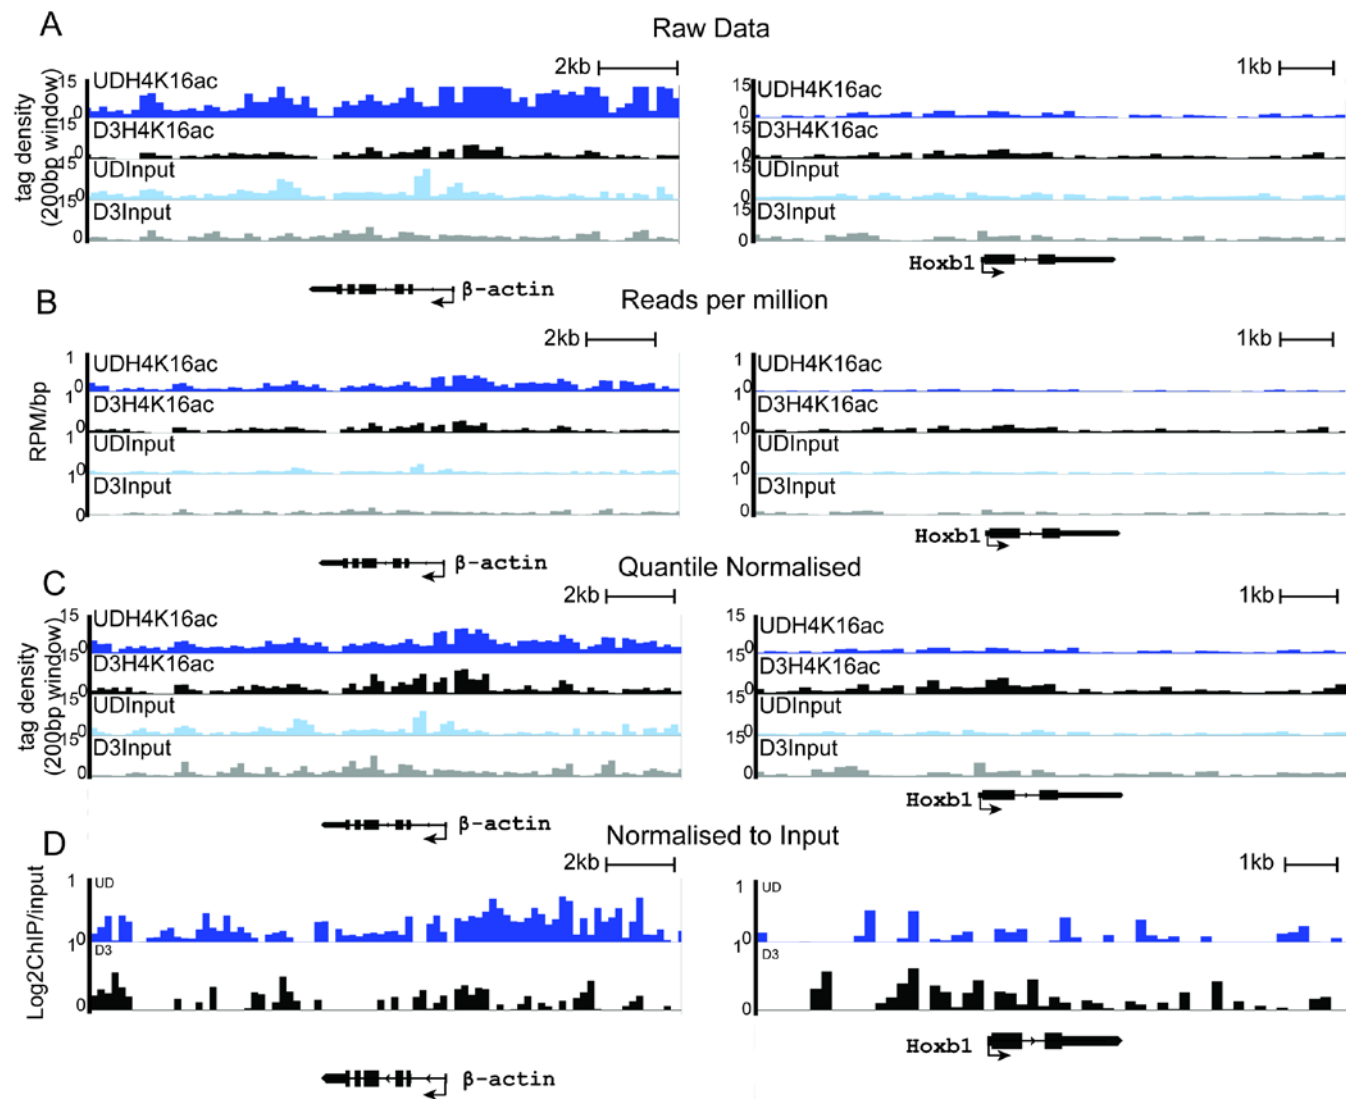 A
Raw Data
tag density
(200bp window)
2kb
15
UDH4K16ac
0
15
D3H4K16ac
0
15
UDInput
0
15
D3Input
0
β-actin
1kb
15
UDH4K16ac
0
15
D3H4K16ac
0
15
UDInput
0
15
D3Input
0
Hoxb1
B
Reads per million
RPM/bp
2kb
1
UDH4K16ac
0
1
D3H4K16ac
0
1
UDInput
0
1
D3Input
0
β-actin
1kb
1
UDH4K16ac
0
1
D3H4K16ac
0
1
UDInput
0
1
D3Input
0
Hoxb1
C
Quantile Normalised
tag density
(200bp window)
2kb
15
UDH4K16ac
0
15
D3H4K16ac
0
15
UDInput
0
15
D3Input
0
β-actin
1kb
15
UDH4K16ac
0
15
D3H4K16ac
0
15
UDInput
0
15
D3Input
0
Hoxb1
D
Normalised to Input
Log2ChIP/input
2kb
1
UD
0
1
D3
0
β-actin
1kb
1
UD
0
1
D3
0
Hoxb1